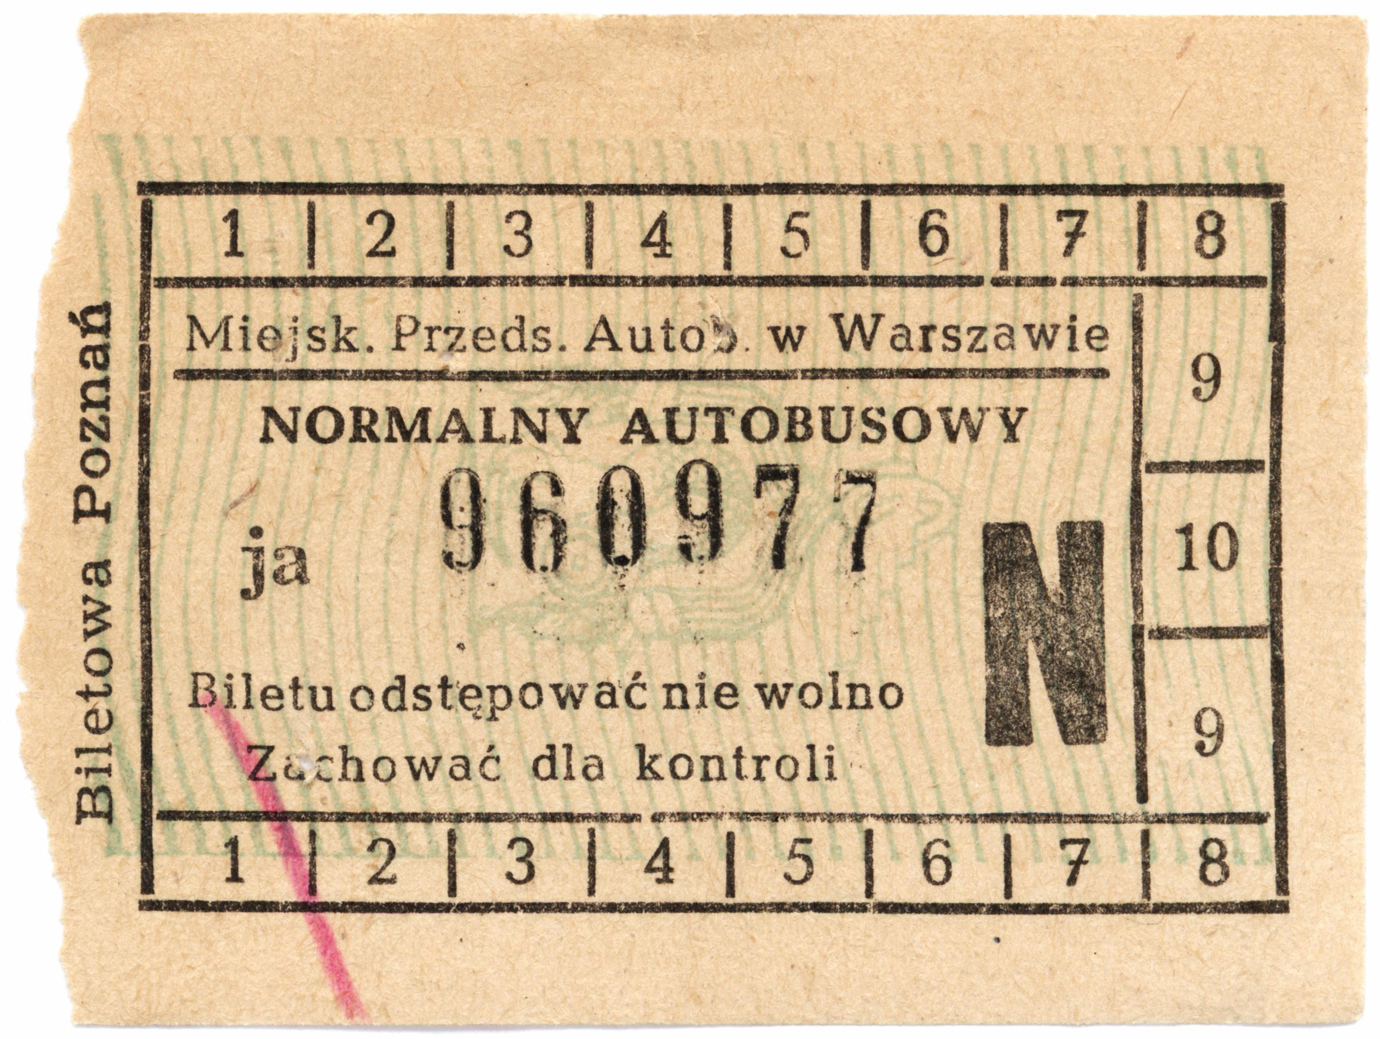 1 2 3 4 5 6 7 8
Miejsk. Przeds. Autob. w Warszawie
9
NORMALNY AUTOBUSOWY
ja 960977
N
10
Biletu odstępować nie wolno
Zachować dla kontroli
9
1 2 3 4 5 6 7 8
Biletowa Poznań